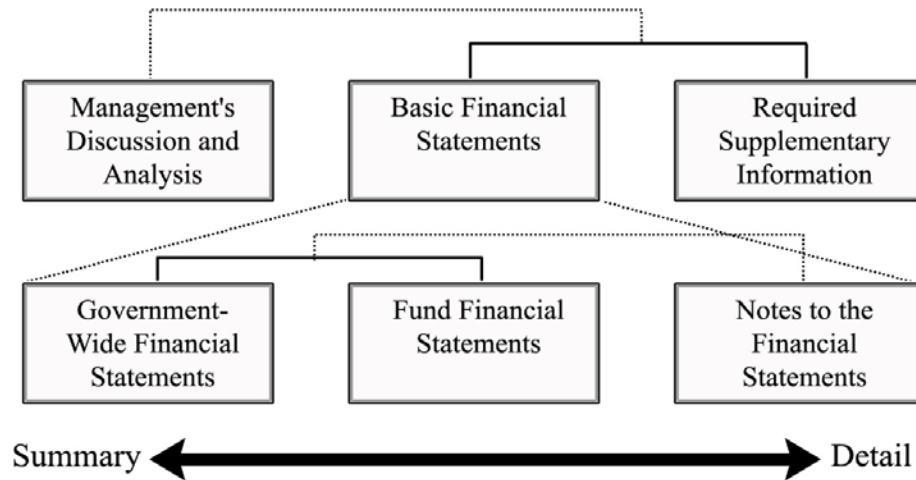 Management's
Discussion and
Analysis
Basic Financial
Statements
Required
Supplementary
Information
Government-
Wide Financial
Statements
Fund Financial
Statements
Notes to the
Financial
Statements
Summary
Detail